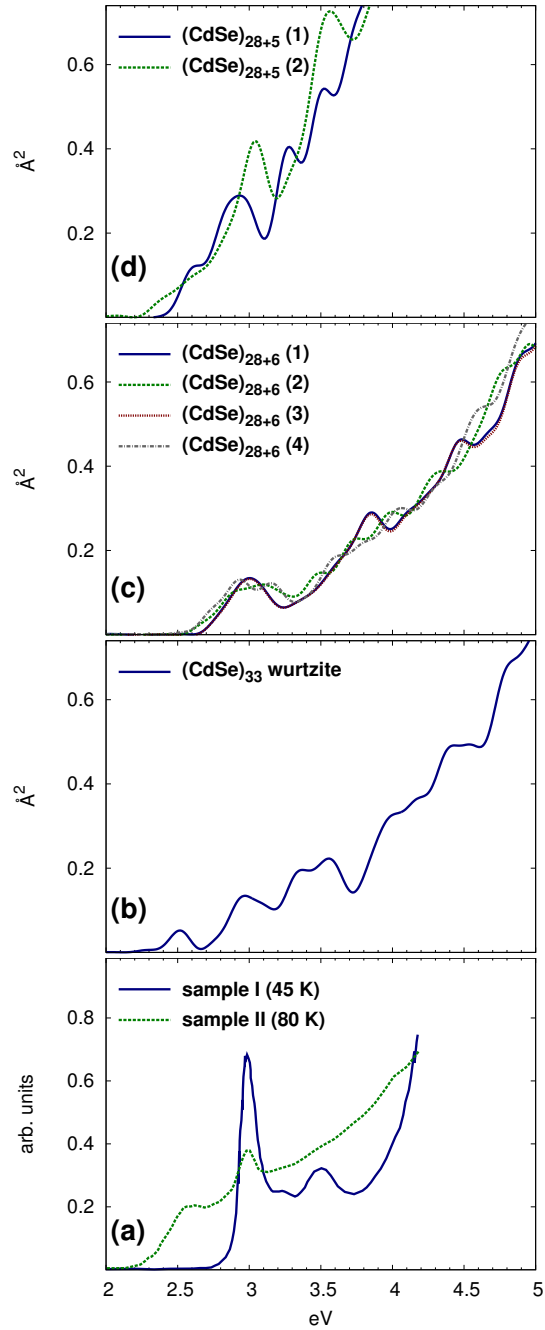 (CdSe)28+5 (1)
(CdSe)28+5 (2)
0.6
0.4
0.2
Å2
(d)
(CdSe)28+6 (1)
(CdSe)28+6 (2)
(CdSe)28+6 (3)
(CdSe)28+6 (4)
0.6
0.4
0.2
Å2
(c)
(CdSe)33 wurtzite
0.6
0.4
0.2
Å2
(b)
sample I (45 K)
sample II (80 K)
0.8
0.6
0.4
0.2
arb. units
(a)
2 2.5 3 3.5 4 4.5 5
eV